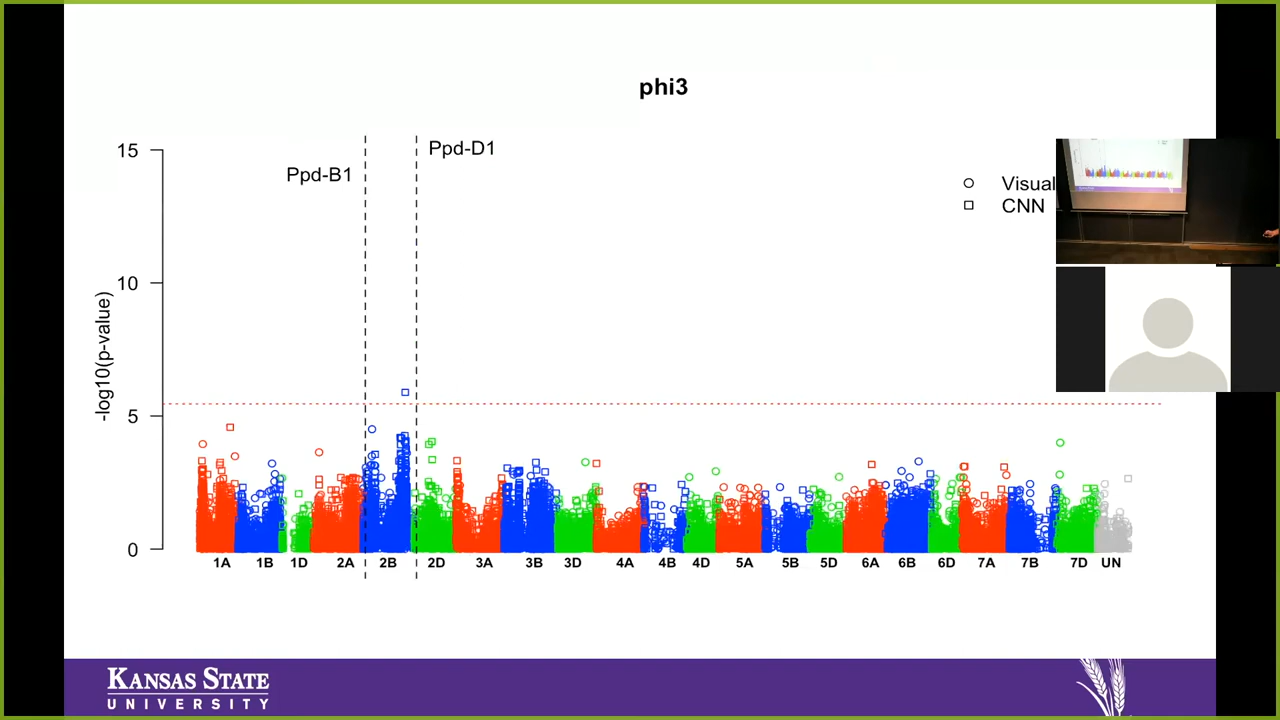 phi3
15
Ppd-D1
Ppd-B1
Visual
CNN
10
-log10(p-value)
5
0
1A 1B 1D 2A 2B 2D 3A 3B 3D 4A 4B 4D 5A 5B 5D 6A 6B 6D 7A 7B 7D UN
KANSAS STATE
UNIVERSITY